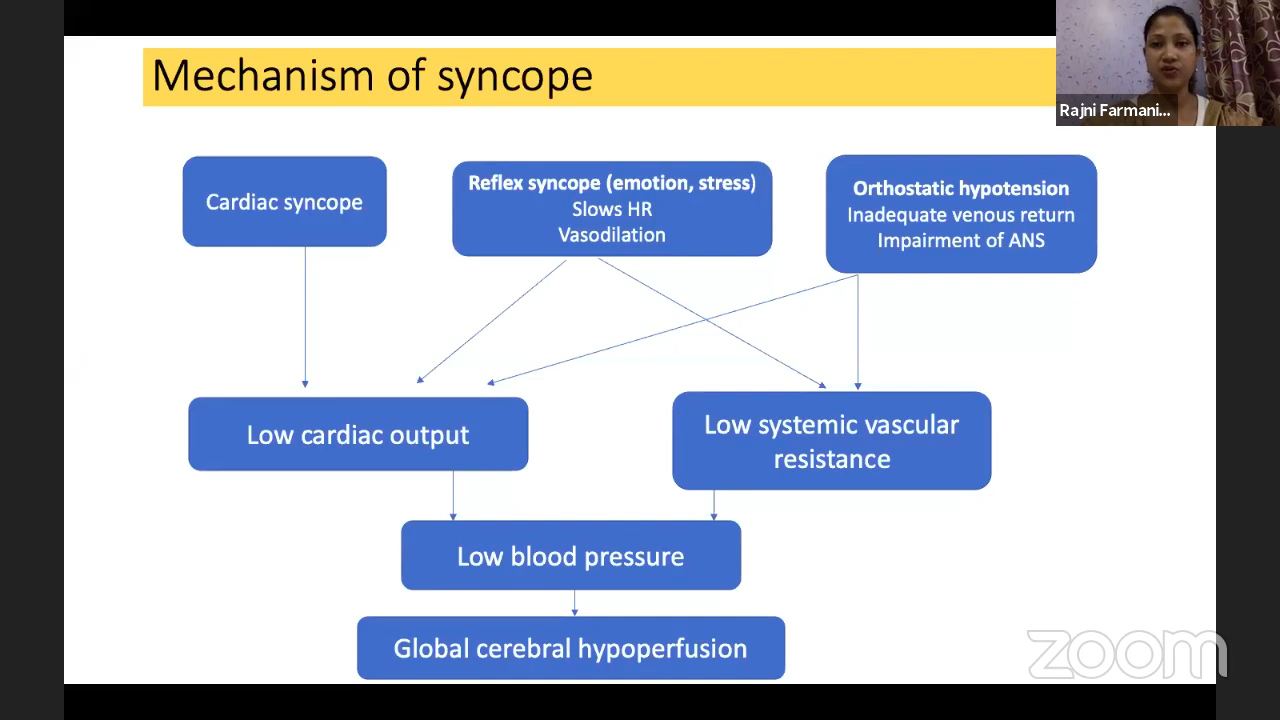 Mechanism of syncope
Rajni Farmani...
Cardiac syncope
Reflex syncope (emotion, stress)
Slows HR
Vasodilation
Orthostatic hypotension
Inadequate venous return
Impairment of ANS
Low cardiac output
Low systemic vascular
resistance
Low blood pressure
Global cerebral hypoperfusion
zoom